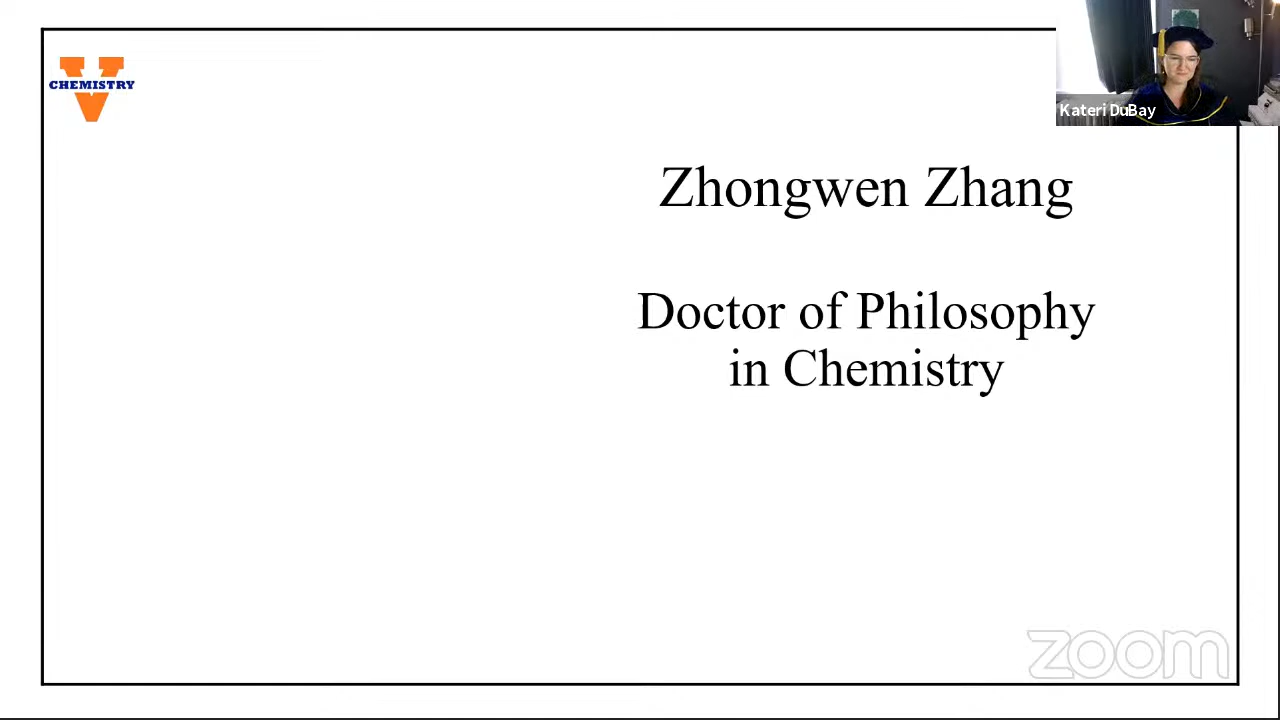 CHEMISTRY
Kateri DuBay
Zhongwen Zhang
Doctor of Philosophy
in Chemistry
zoom